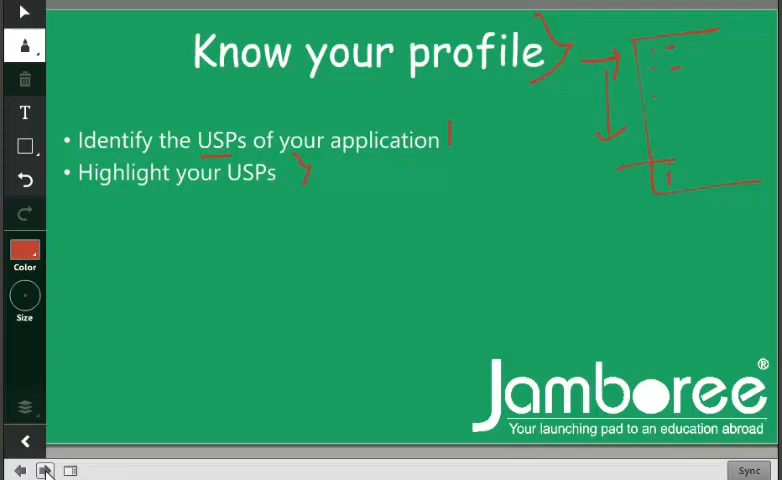 Know your profile
• Identify the USPs of your application
• Highlight your USPs
T
Color
Size
Jamboree®
Your launching pad to an education abroad
Sync